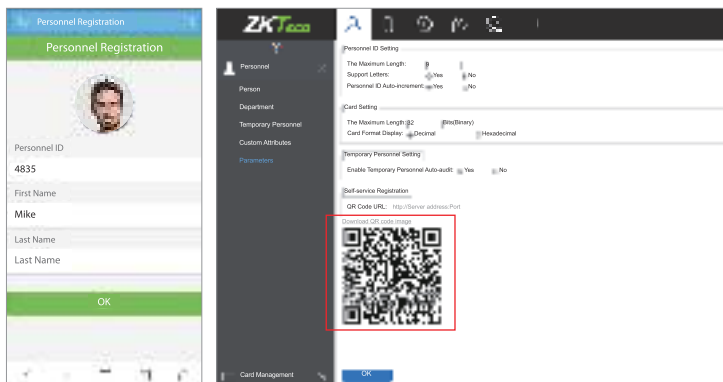 Personnel Registration
Personnel Registration
Personnel ID
4835
First Name
Mike
Last Name
Last Name
OK
ZKTeco
Personnel
Person
Department
Temporary Personnel
Custom Attributes
Parameters
Card Management
Personnel ID Setting
The Maximum Length: 9
Support Letters: Yes No
Personnel ID Auto-increment: Yes No
Card Setting
The Maximum Length:32 Bits(Binary)
Card Format Display: Decimal Hexadecimal
Temporary Personnel Setting
Enable Temporary Personnel Auto-audit: Yes No
Self-service Registration
QR Code URL: http://Server address:Port
Download QR code image
OK